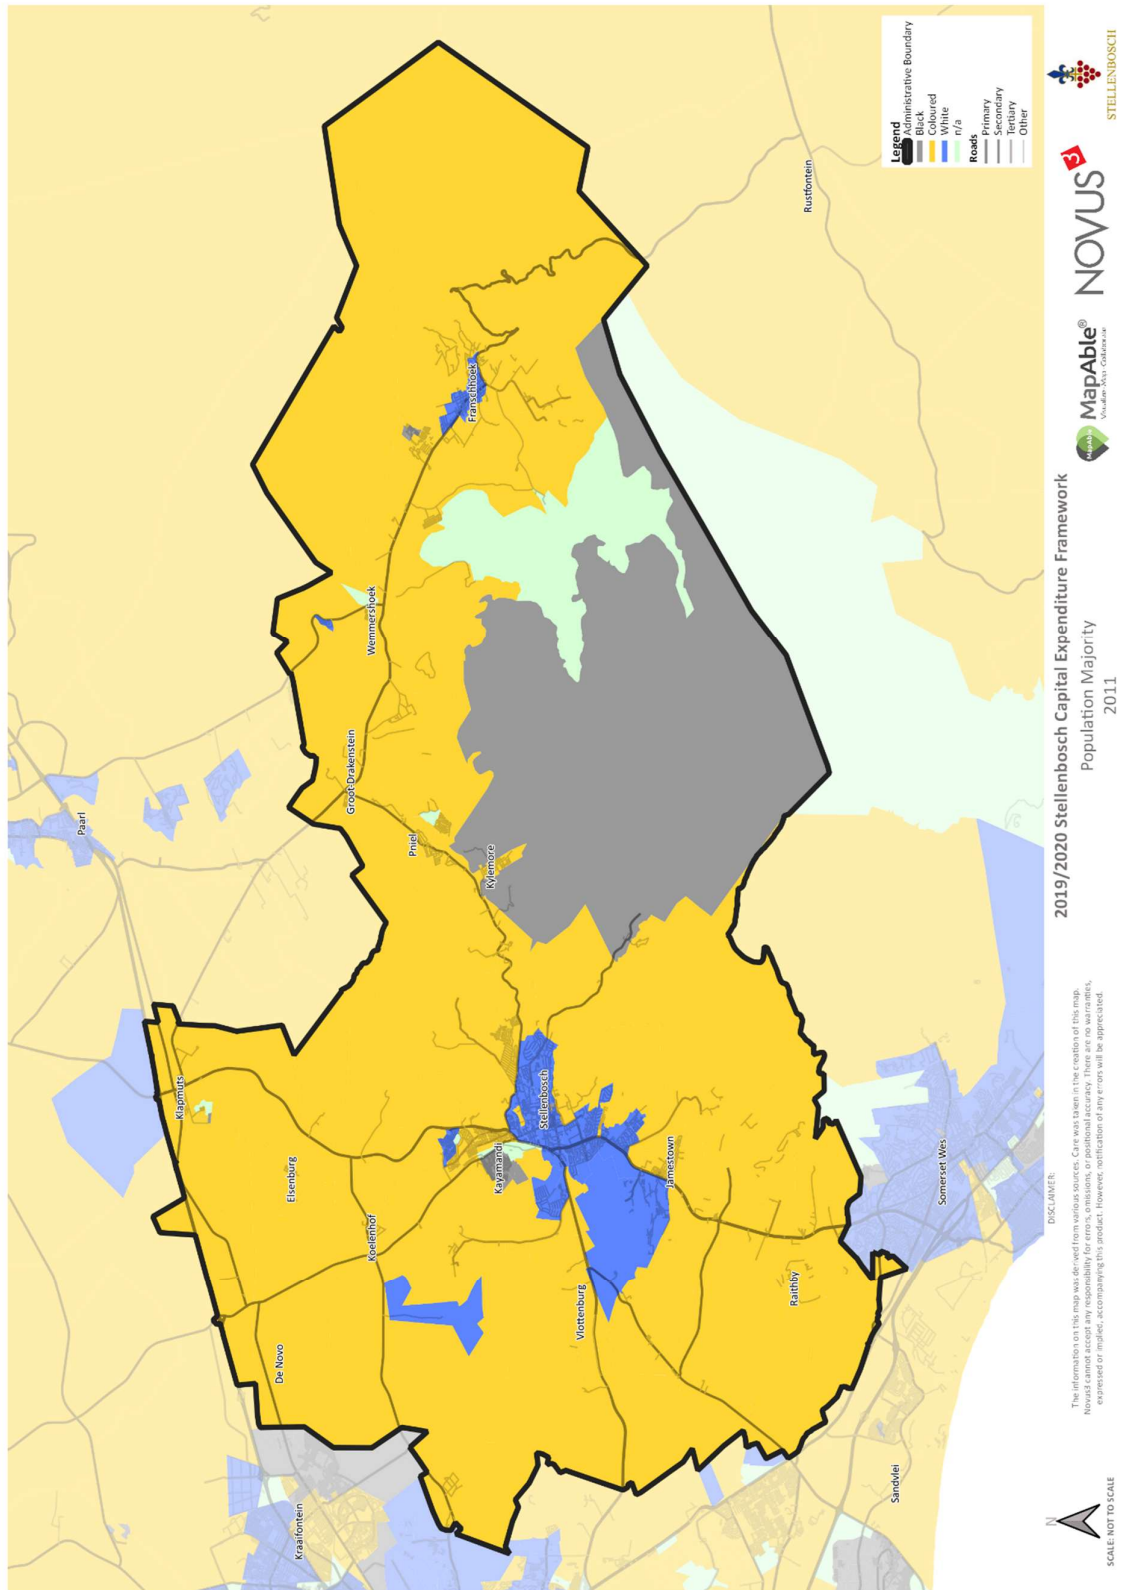 Legend
Administrative Boundary
Black
Coloured
White
n/a
Roads
Primary
Secondary
Tertiary
Other
Paarl
Klapmuts
Elsenburg
Koelenhof
De Novo
Kraaifontein
Groot-Drakenstein
Wemmershoek
Franschhoek
Pniel
Kylemore
Stellenbosch
Kayamandi
Jamestown
Vlottenburg
Raithby
Somerset Wes
Sandvlei
Rustfontein
2019/2020 Stellenbosch Capital Expenditure Framework
Population Majority
2011
DISCLAIMER:
The information on this map was derived from various sources. Care was taken in the creation of this map.
Novus3 cannot accept any responsibility for errors, omissions, or positional accuracy. There are no warranties,
expressed or implied, accompanying this product. However, notification of any errors will be appreciated.
N
SCALE: NOT TO SCALE
MapAble
MapAble®
NOVUS3
STELLENBOSCH